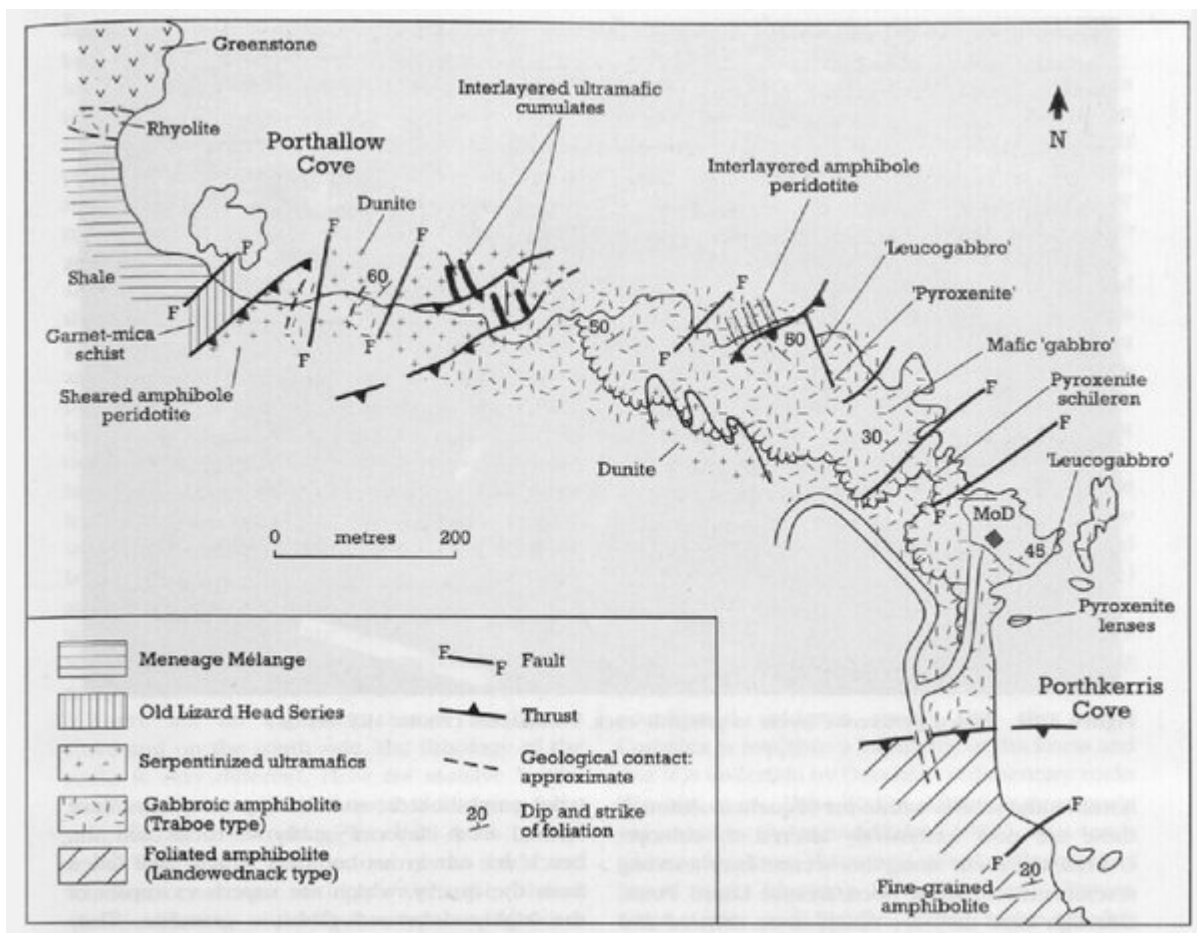 Greenstone
Interlayered ultramafic
cumulates
Rhyolite
Porthallow
Cove
N
Interlayered amphibole
peridotite
Dunite
F
F
F
'Leucogabbro'
60
Shale
'Pyroxenite'
F
F
50
F
Garnet-mica
schist
F
F
F
50
Mafic 'gabbro'
Sheared amphibole
peridotite
Pyroxenite
schlieren
F
F
30
Dunite
'Leucogabbro'
F
MoD
0 metres 200
45
Pyroxenite
lenses
Porthkerris
Cove
F
F
20
Fine-grained
amphibolite
Meneage Mélange
Old Lizard Head Series
Serpentinized ultramafics
Gabbroic amphibolite
(Traboe type)
Foliated amphibolite
(Landewednack type)
F F Fault
Thrust
Geological contact:
approximate
20 Dip and strike
of foliation